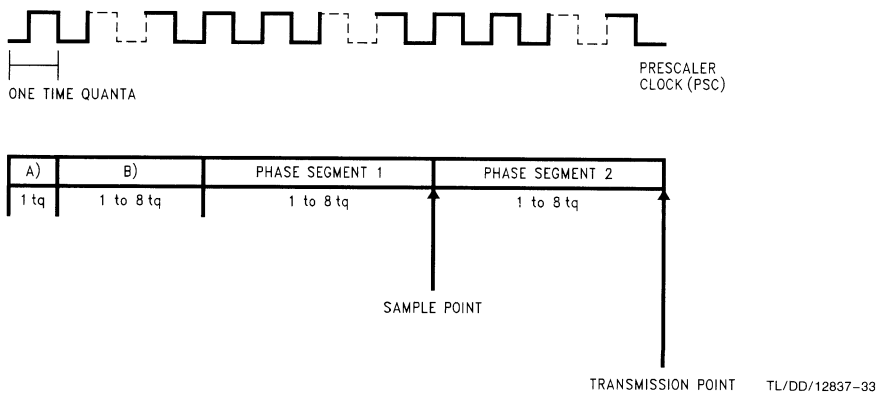 PRESCALER
CLOCK (PSC)
ONE TIME QUANTA
A) B) PHASE SEGMENT 1 PHASE SEGMENT 2
1 tq 1 to 8 tq 1 to 8 tq 1 to 8 tq
SAMPLE POINT
TRANSMISSION POINT TL/DD/12837-33